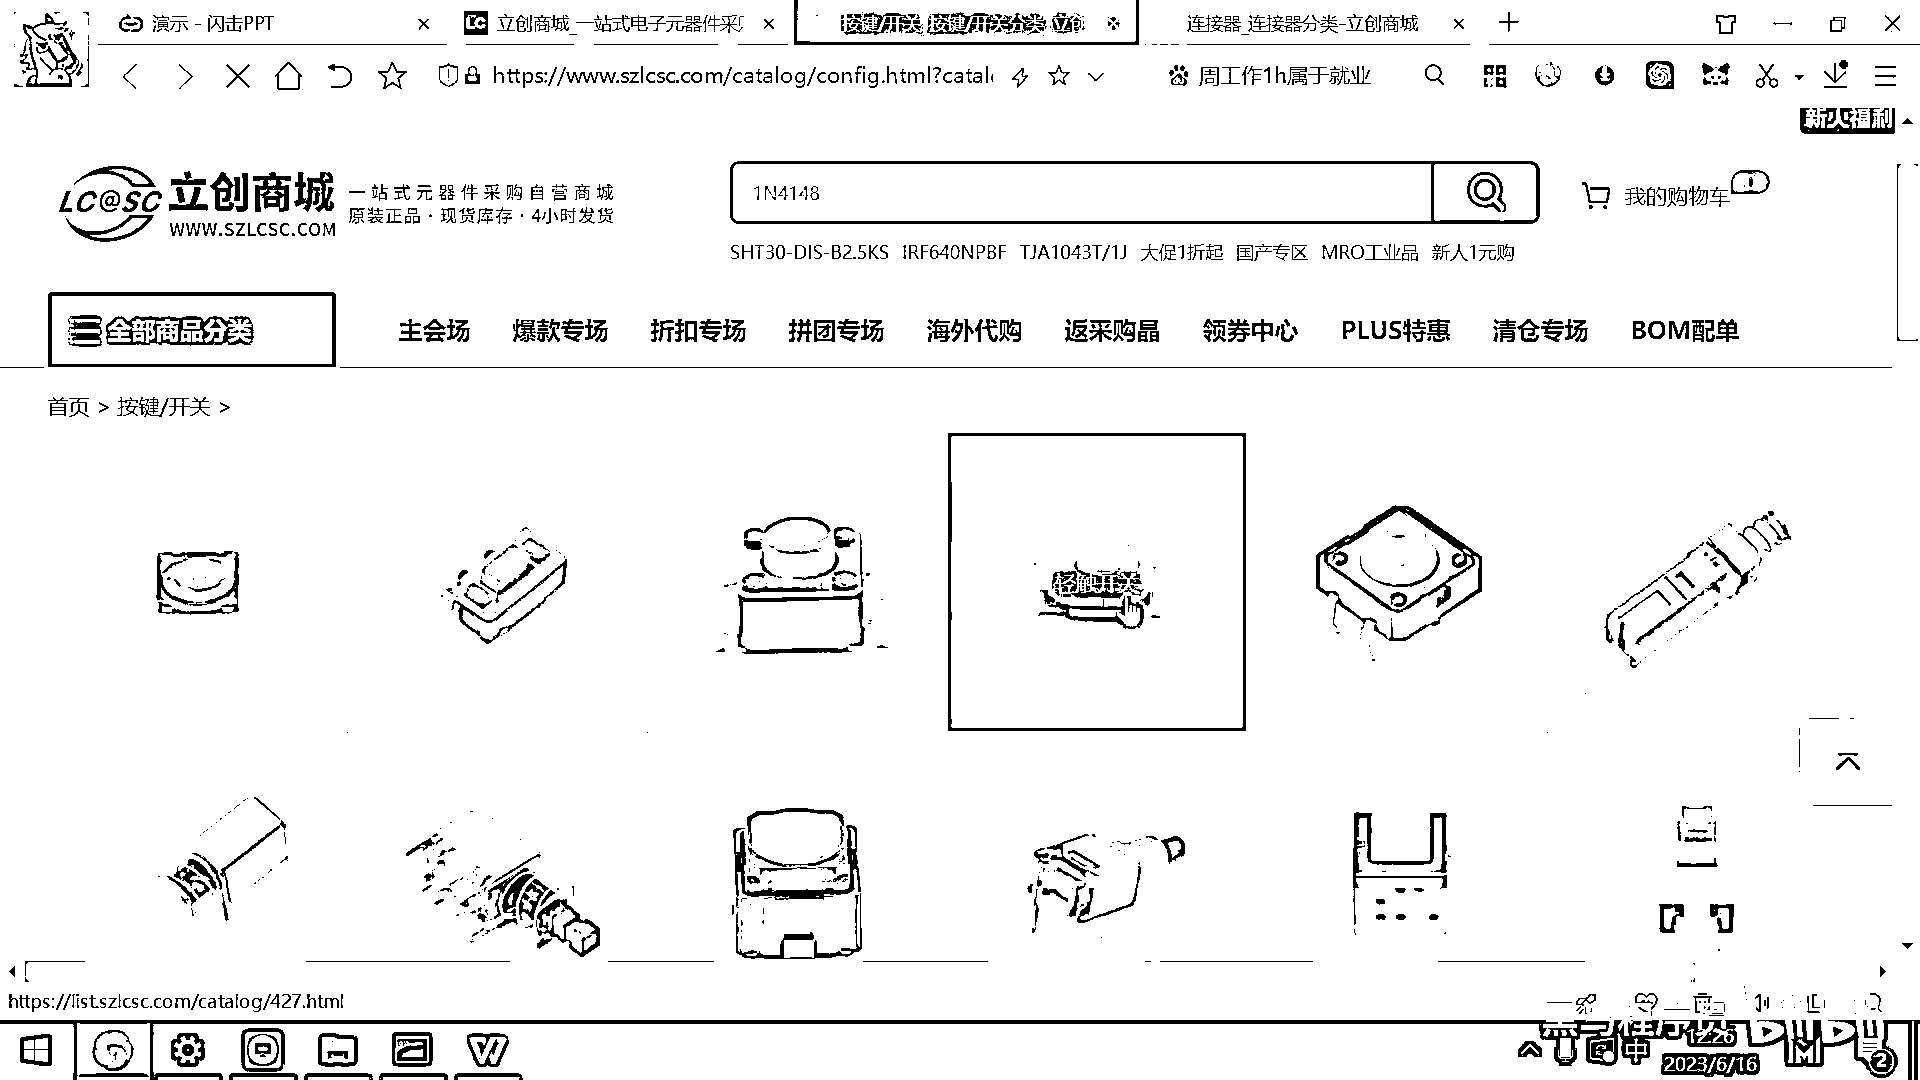 演示 - 闪击PPT
立创商城_一站式电子元器件采
按键/开关_按键/开关分类-立创
连接器_连接器分类-立创商城
https://www.szlcsc.com/catalog/config.html?catal
周工作1h属于就业
新人福利
LC@SC 立创商城
WWW.SZLCSC.COM
一站式元器件采购自营商城
原装正品·现货库存·4小时发货
1N4148
我的购物车
SHT30-DIS-B2.5KS IRF640NPBF TJA1043T/1J 大促1折起 国产专区 MRO工业品 新人1元购
全部商品分类
主会场 爆款专场 折扣专场 拼团专场 海外代购 返采购晶 领券中心 PLUS特惠 清仓专场 BOM配单
首页 > 按键/开关 >
轻触开关
https://list.szlcsc.com/catalog/427.html
中
12:26
2023/6/16
2